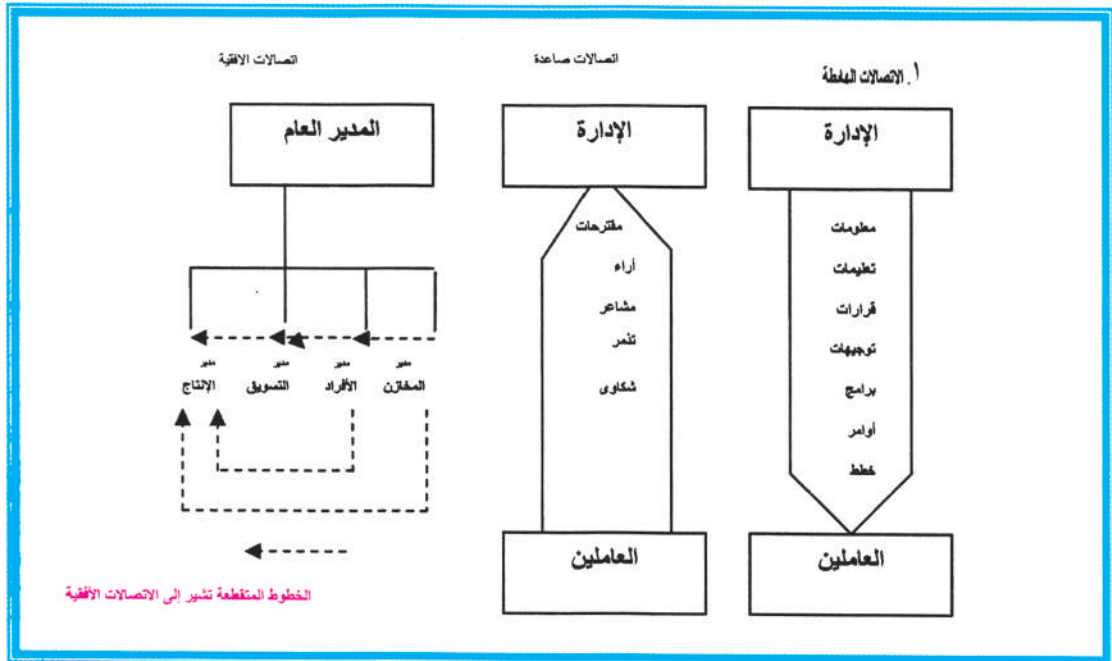 أ. الاتصالات الهابطة
الإدارة
معلومات
تعليمات
قرارات
توجيهات
برامج
أوامر
خطط
العاملين
اتصالات صاعدة
الإدارة
مقترحات
أراء
مشاعر
تذمر
شكاوى
العاملين
اتصالات الافقية
المدير العام
مدير
المخازن
مدير
الأفراد
مدير
التسويق
مدير
الإنتاج
الخطوط المتقطعة تشير إلى الاتصالات الأفقية